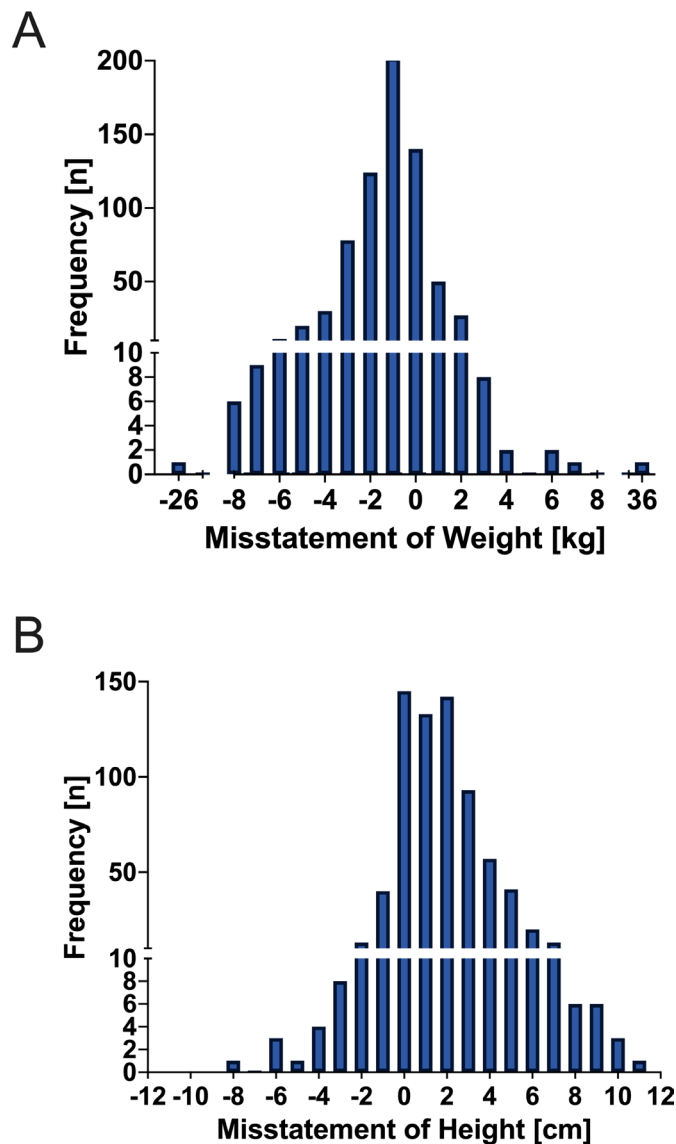 A
200
150
100
50
10
8
6
4
2
0
Frequency [n]
-26 -8 -6 -4 -2 0 2 4 6 8 36
Misstatement of Weight [kg]
B
150
100
50
10
8
6
4
2
0
Frequency [n]
-12 -10 -8 -6 -4 -2 0 2 4 6 8 10 12
Misstatement of Height [cm]